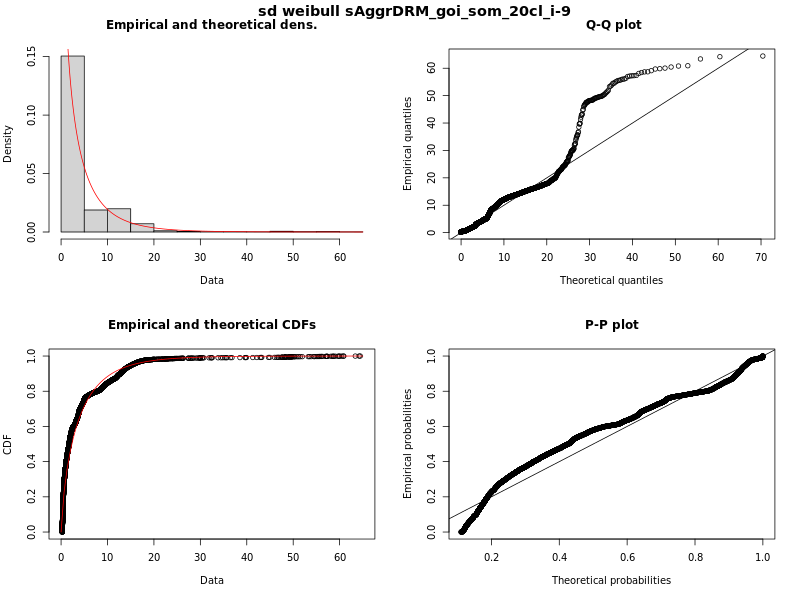 sd weibull sAggrDRM_goi_som_20cl_i-9
Empirical and theoretical dens.
Density
0.00 0.05 0.10 0.15
0 10 20 30 40 50 60
Data
Q-Q plot
Empirical quantiles
0 10 20 30 40 50 60
0 10 20 30 40 50 60 70
Theoretical quantiles
Empirical and theoretical CDFs
CDF
0.0 0.2 0.4 0.6 0.8 1.0
0 10 20 30 40 50 60
Data
P-P plot
Empirical probabilities
0.0 0.2 0.4 0.6 0.8 1.0
0.2 0.4 0.6 0.8 1.0
Theoretical probabilities